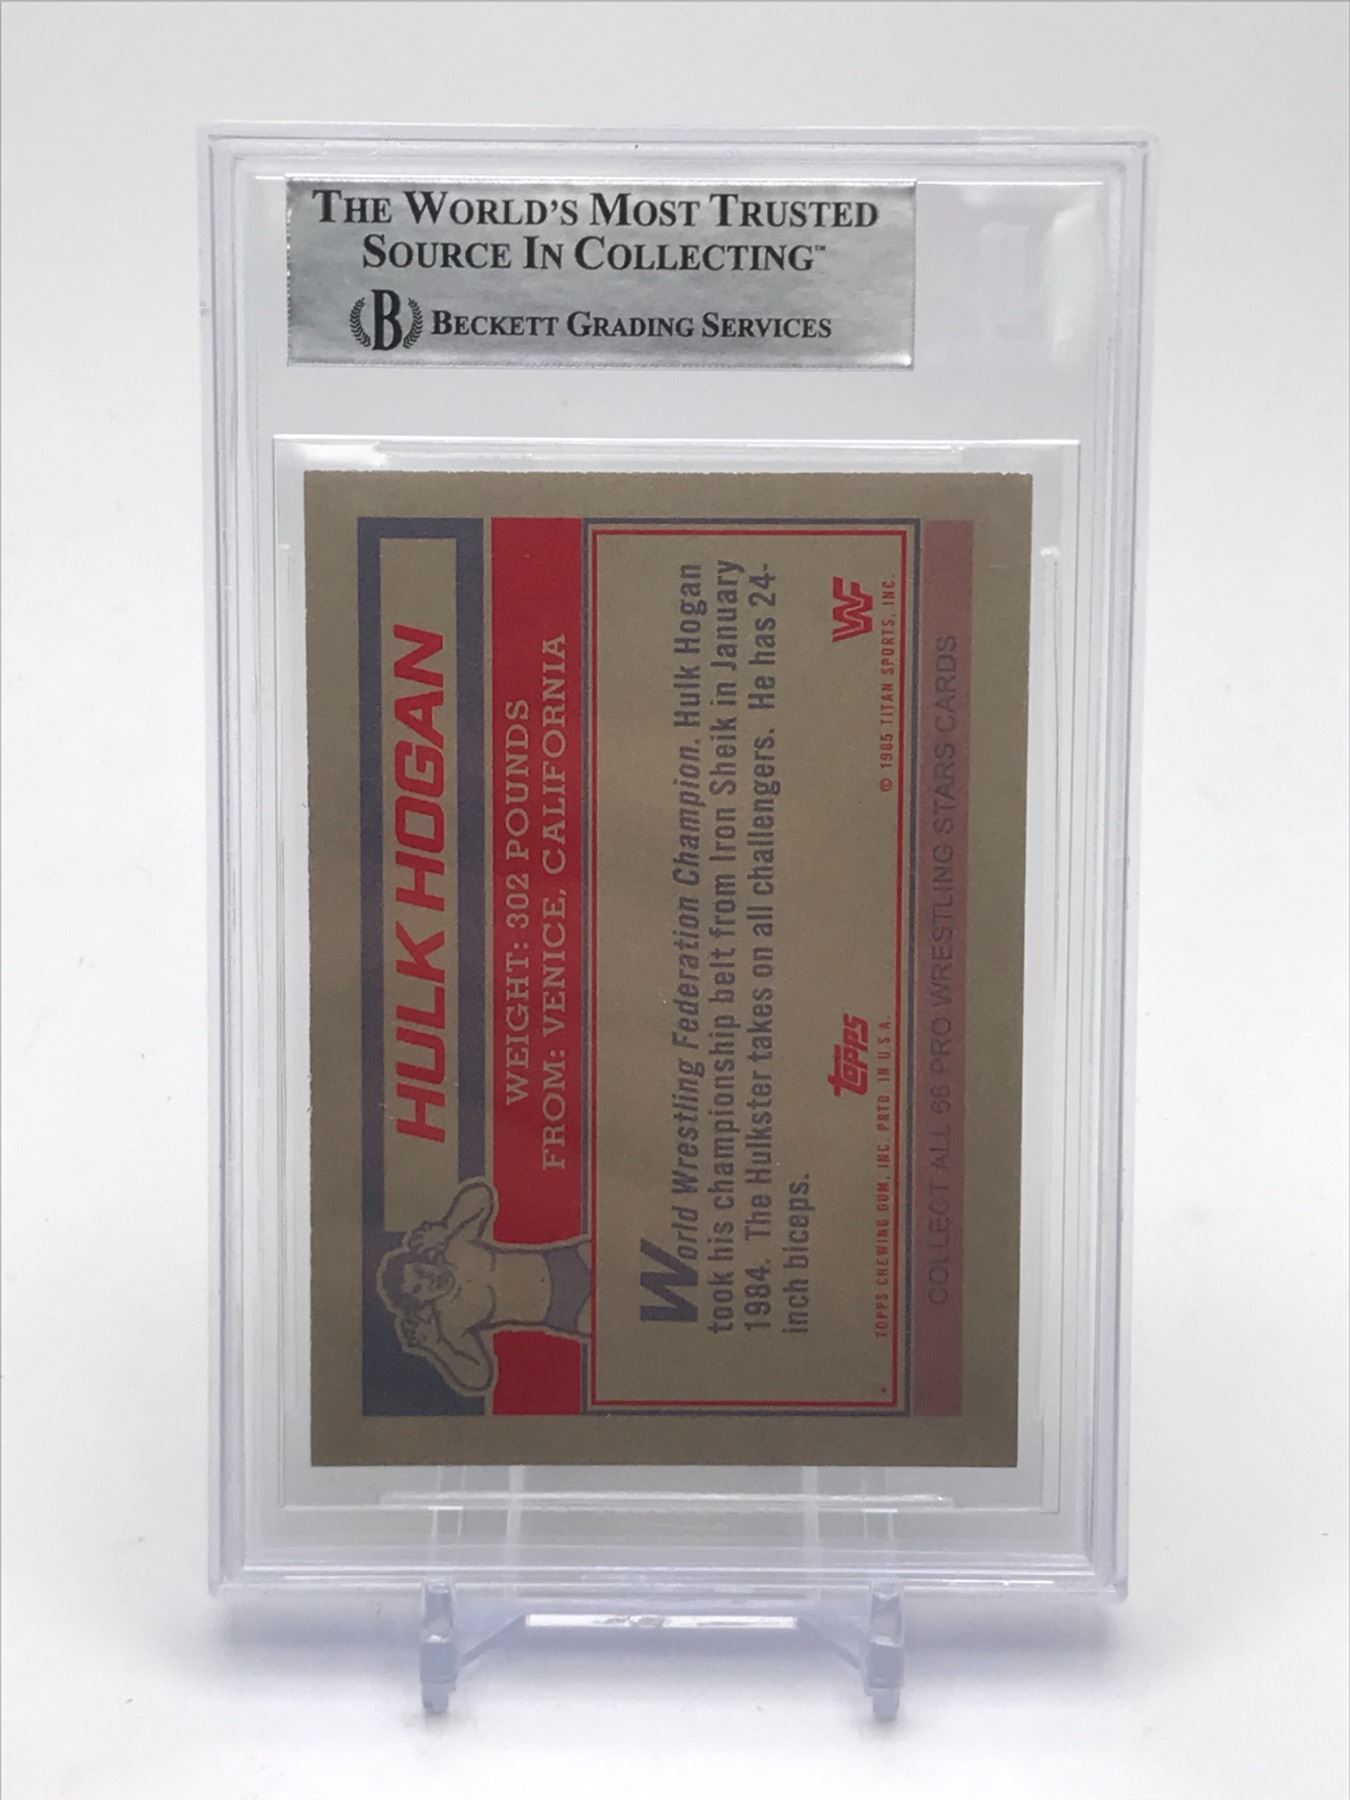 THE WORLD'S MOST TRUSTED
SOURCE IN COLLECTING™
B BECKETT GRADING SERVICES
HULK HOGAN
WEIGHT: 302 POUNDS
FROM: VENICE, CALIFORNIA
World Wrestling Federation Champion. Hulk Hogan
took his championship belt from Iron Sheik in January
1984. The Hulkster takes on all challengers. He has 24-
inch biceps.
topps
WF
TOPPS CHEWING GUM, INC. PRTD. IN U.S.A.
© 1985 TITAN SPORTS, INC.
COLLECT ALL 66 PRO WRESTLING STARS CARDS